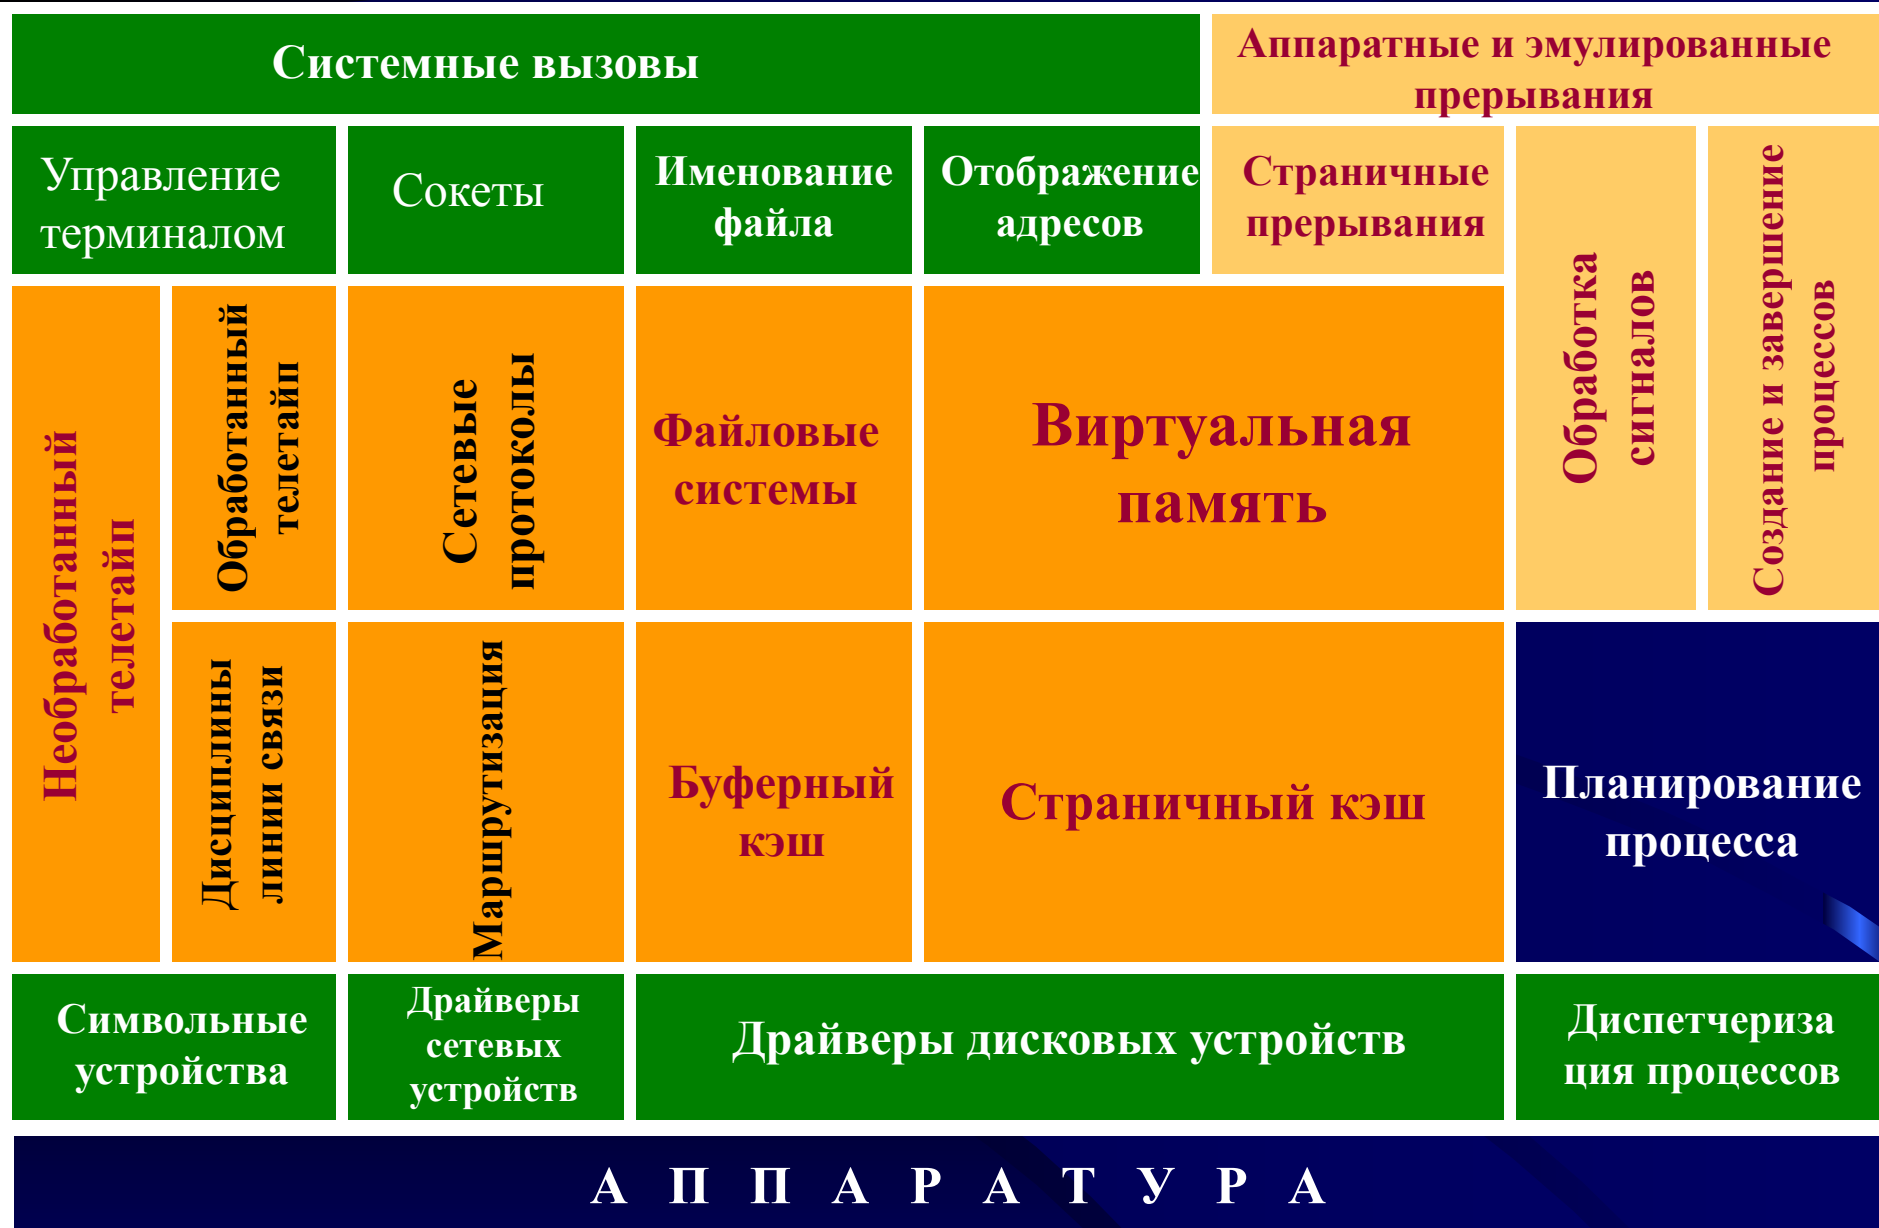 Системные вызовы
Аппаратные и эмулированные
прерывания
Управление
терминалом
Сокеты
Именование
файла
Отображение
адресов
Страничные
прерывания
Обработка
сигналов
Создание и завершение
процессов
Необработанный
телетайп
Обработанный
телетайп
Сетевые
протоколы
Файловые
системы
Виртуальная
память
Дисциплины
линии связи
Маршрутизация
Буферный
кэш
Страничный кэш
Планирование
процесса
Символьные
устройства
Драйверы
сетевых
устройств
Драйверы дисковых устройств
Диспетчериза
ция процессов
А П П А Р А Т У Р А